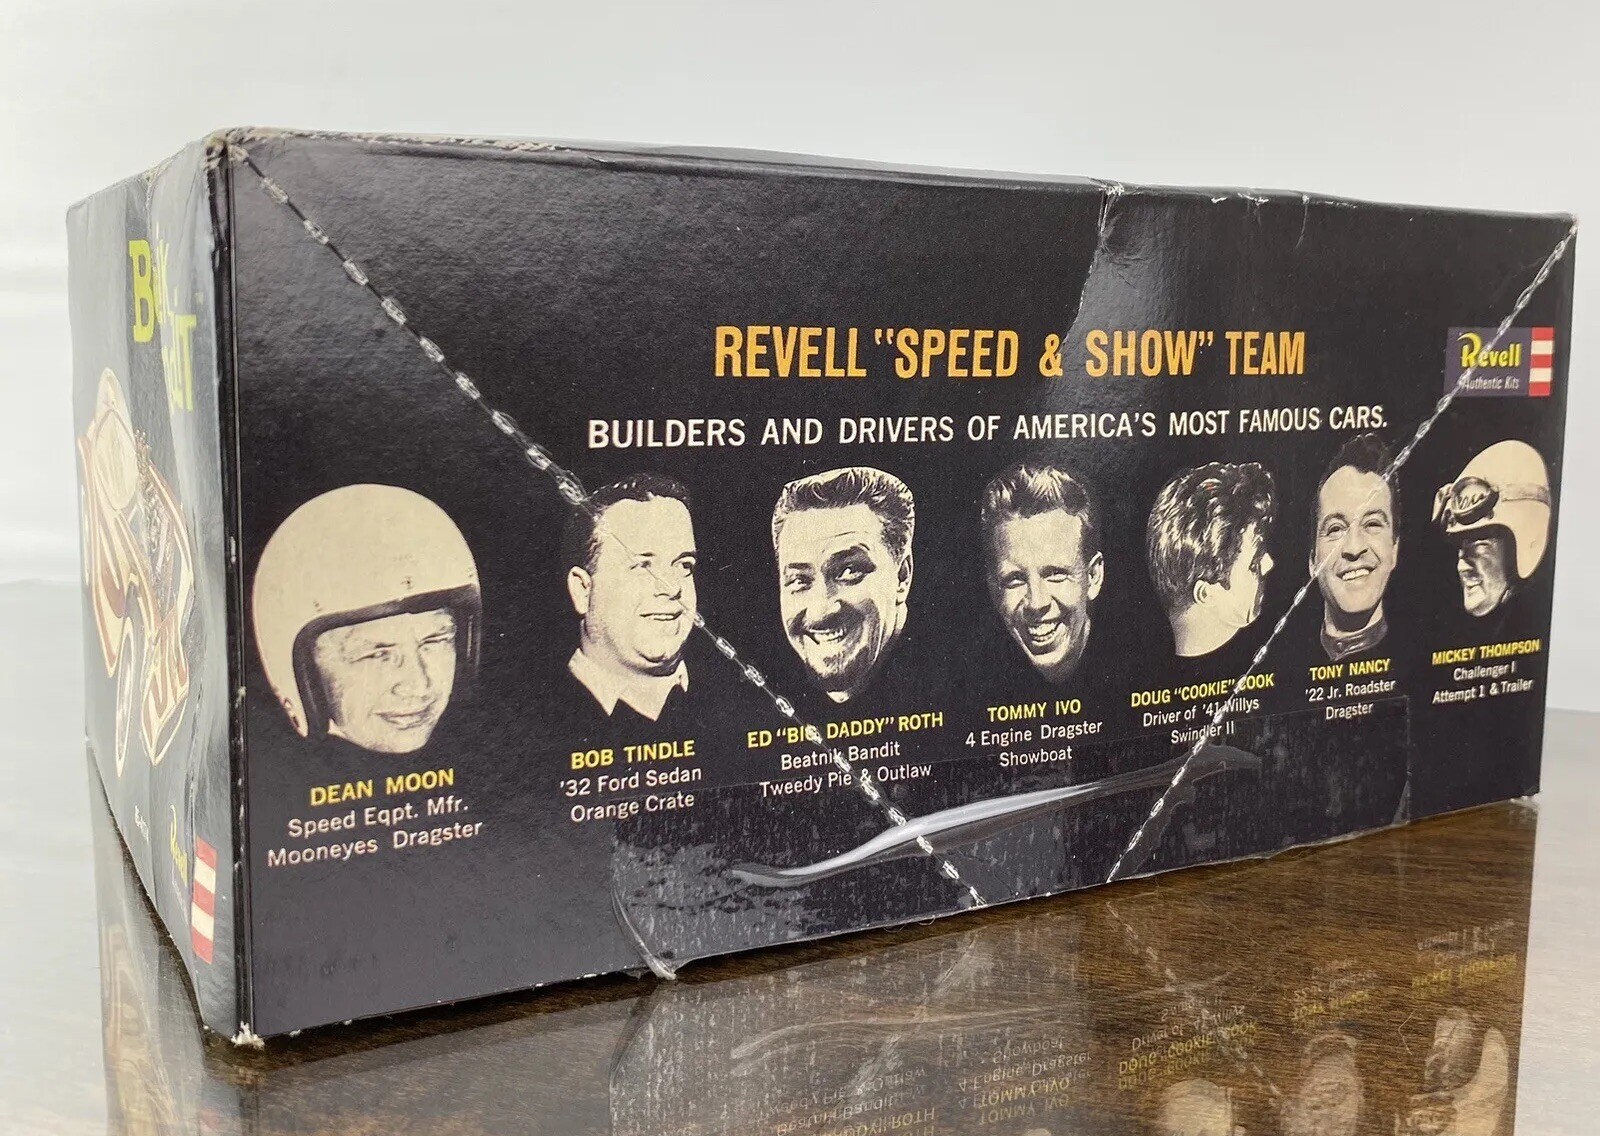 REVELL "SPEED & SHOW" TEAM
BUILDERS AND DRIVERS OF AMERICA'S MOST FAMOUS CARS.
Revell
Authentic Kits
DEAN MOON
Speed Eqpt. Mfr.
Mooneyes Dragster
BOB TINDLE
'32 Ford Sedan
Orange Crate
ED "BIG DADDY" ROTH
Beatnik Bandit
Tweedy Pie & Outlaw
TOMMY IVO
4 Engine Dragster
Showboat
DOUG "COOKIE" COOK
Driver of '41 Willys
Swindler II
TONY NANCY
'22 Jr. Roadster
Dragster
MICKEY THOMPSON
Challenger I
Attempt 1 & Trailer
Revell